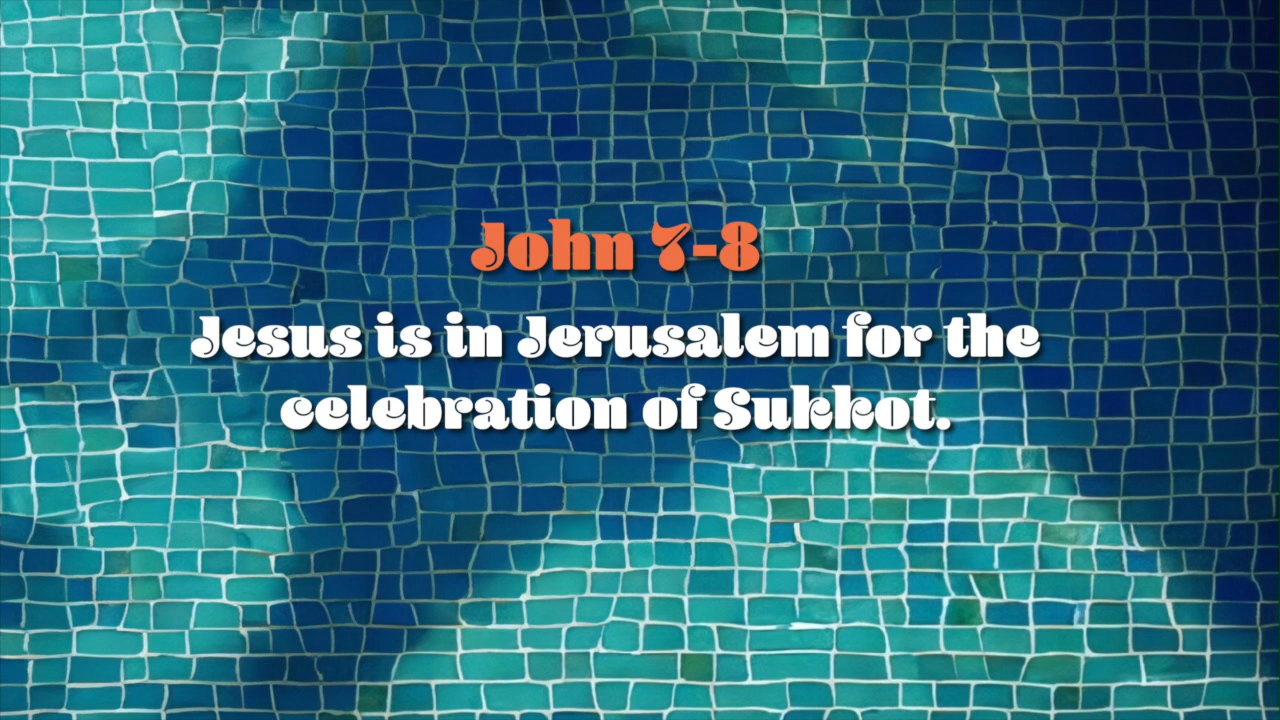 John 7-8
Jesus is in Jerusalem for the
celebration of Sukkot.